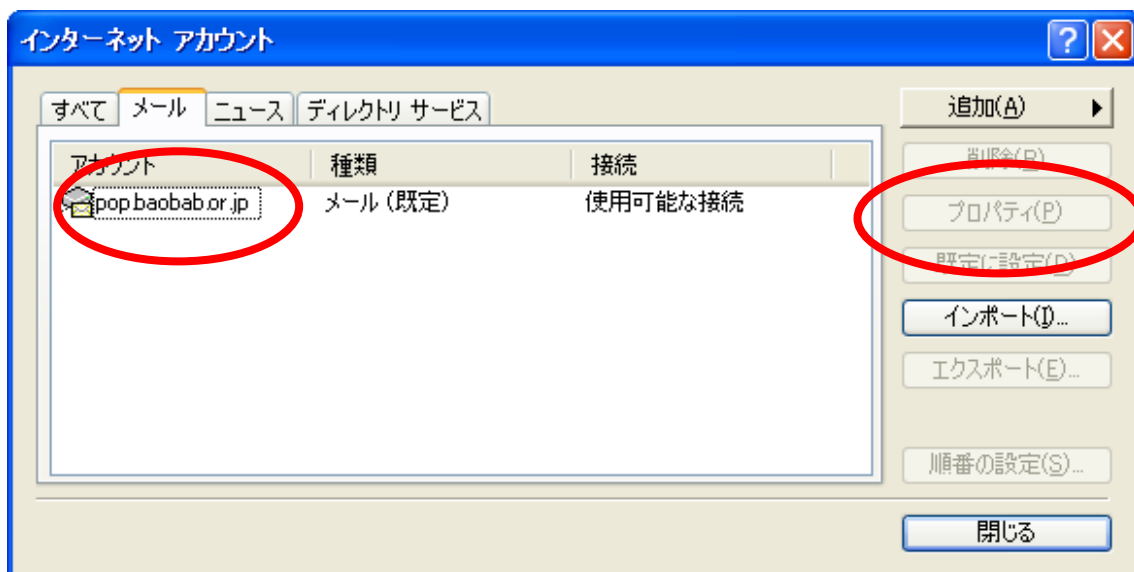 インターネット アカウント
すべて メール ニュース ディレクトリ サービス
アカウント 種類 接続
pop.baobab.or.jp メール (既定) 使用可能な接続
追加(A)
削除(R)
プロパティ(P)
既定に設定(D)
インポート(I)...
エクスポート(E)...
順番の設定(S)...
閉じる